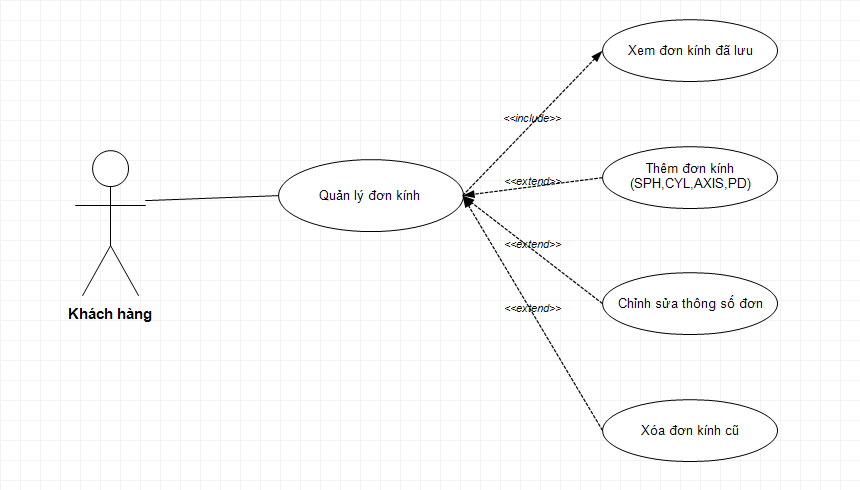 Xem đơn kính đã lưu
<<include>>
Thêm đơn kính
(SPH,CYL,AXIS,PD)
<<extend>>
Quản lý đơn kính
<<extend>>
Chỉnh sửa thông số đơn
<<extend>>
Khách hàng
Xóa đơn kính cũ